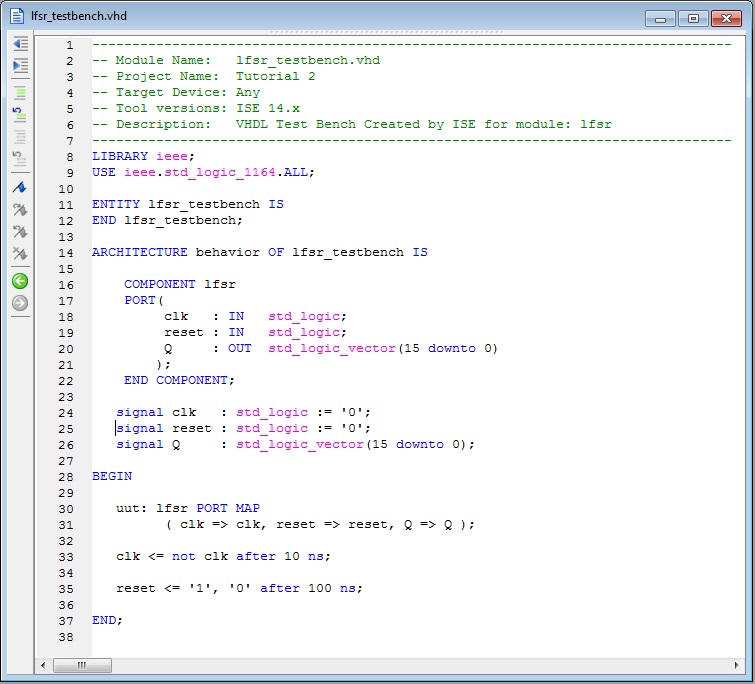 lfsr_testbench.vhd
1 --------------------------------------------------------------------------------
2 -- Module Name:   lfsr_testbench.vhd
3 -- Project Name:  Tutorial 2
4 -- Target Device: Any
5 -- Tool versions: ISE 14.x
6 -- Description:   VHDL Test Bench Created by ISE for module: lfsr
7 --------------------------------------------------------------------------------
8 LIBRARY ieee;
9 USE ieee.std_logic_1164.ALL;
10
11 ENTITY lfsr_testbench IS
12 END lfsr_testbench;
13
14 ARCHITECTURE behavior OF lfsr_testbench IS
15
16     COMPONENT lfsr
17     PORT(
18          clk   : IN   std_logic;
19          reset : IN   std_logic;
20          Q     : OUT  std_logic_vector(15 downto 0)
21         );
22     END COMPONENT;
23
24    signal clk   : std_logic := '0';
25    signal reset : std_logic := '0';
26    signal Q     : std_logic_vector(15 downto 0);
27
28 BEGIN
29
30    uut: lfsr PORT MAP
31          ( clk => clk, reset => reset, Q => Q );
32
33    clk <= not clk after 10 ns;
34
35    reset <= '1', '0' after 100 ns;
36
37 END;
38